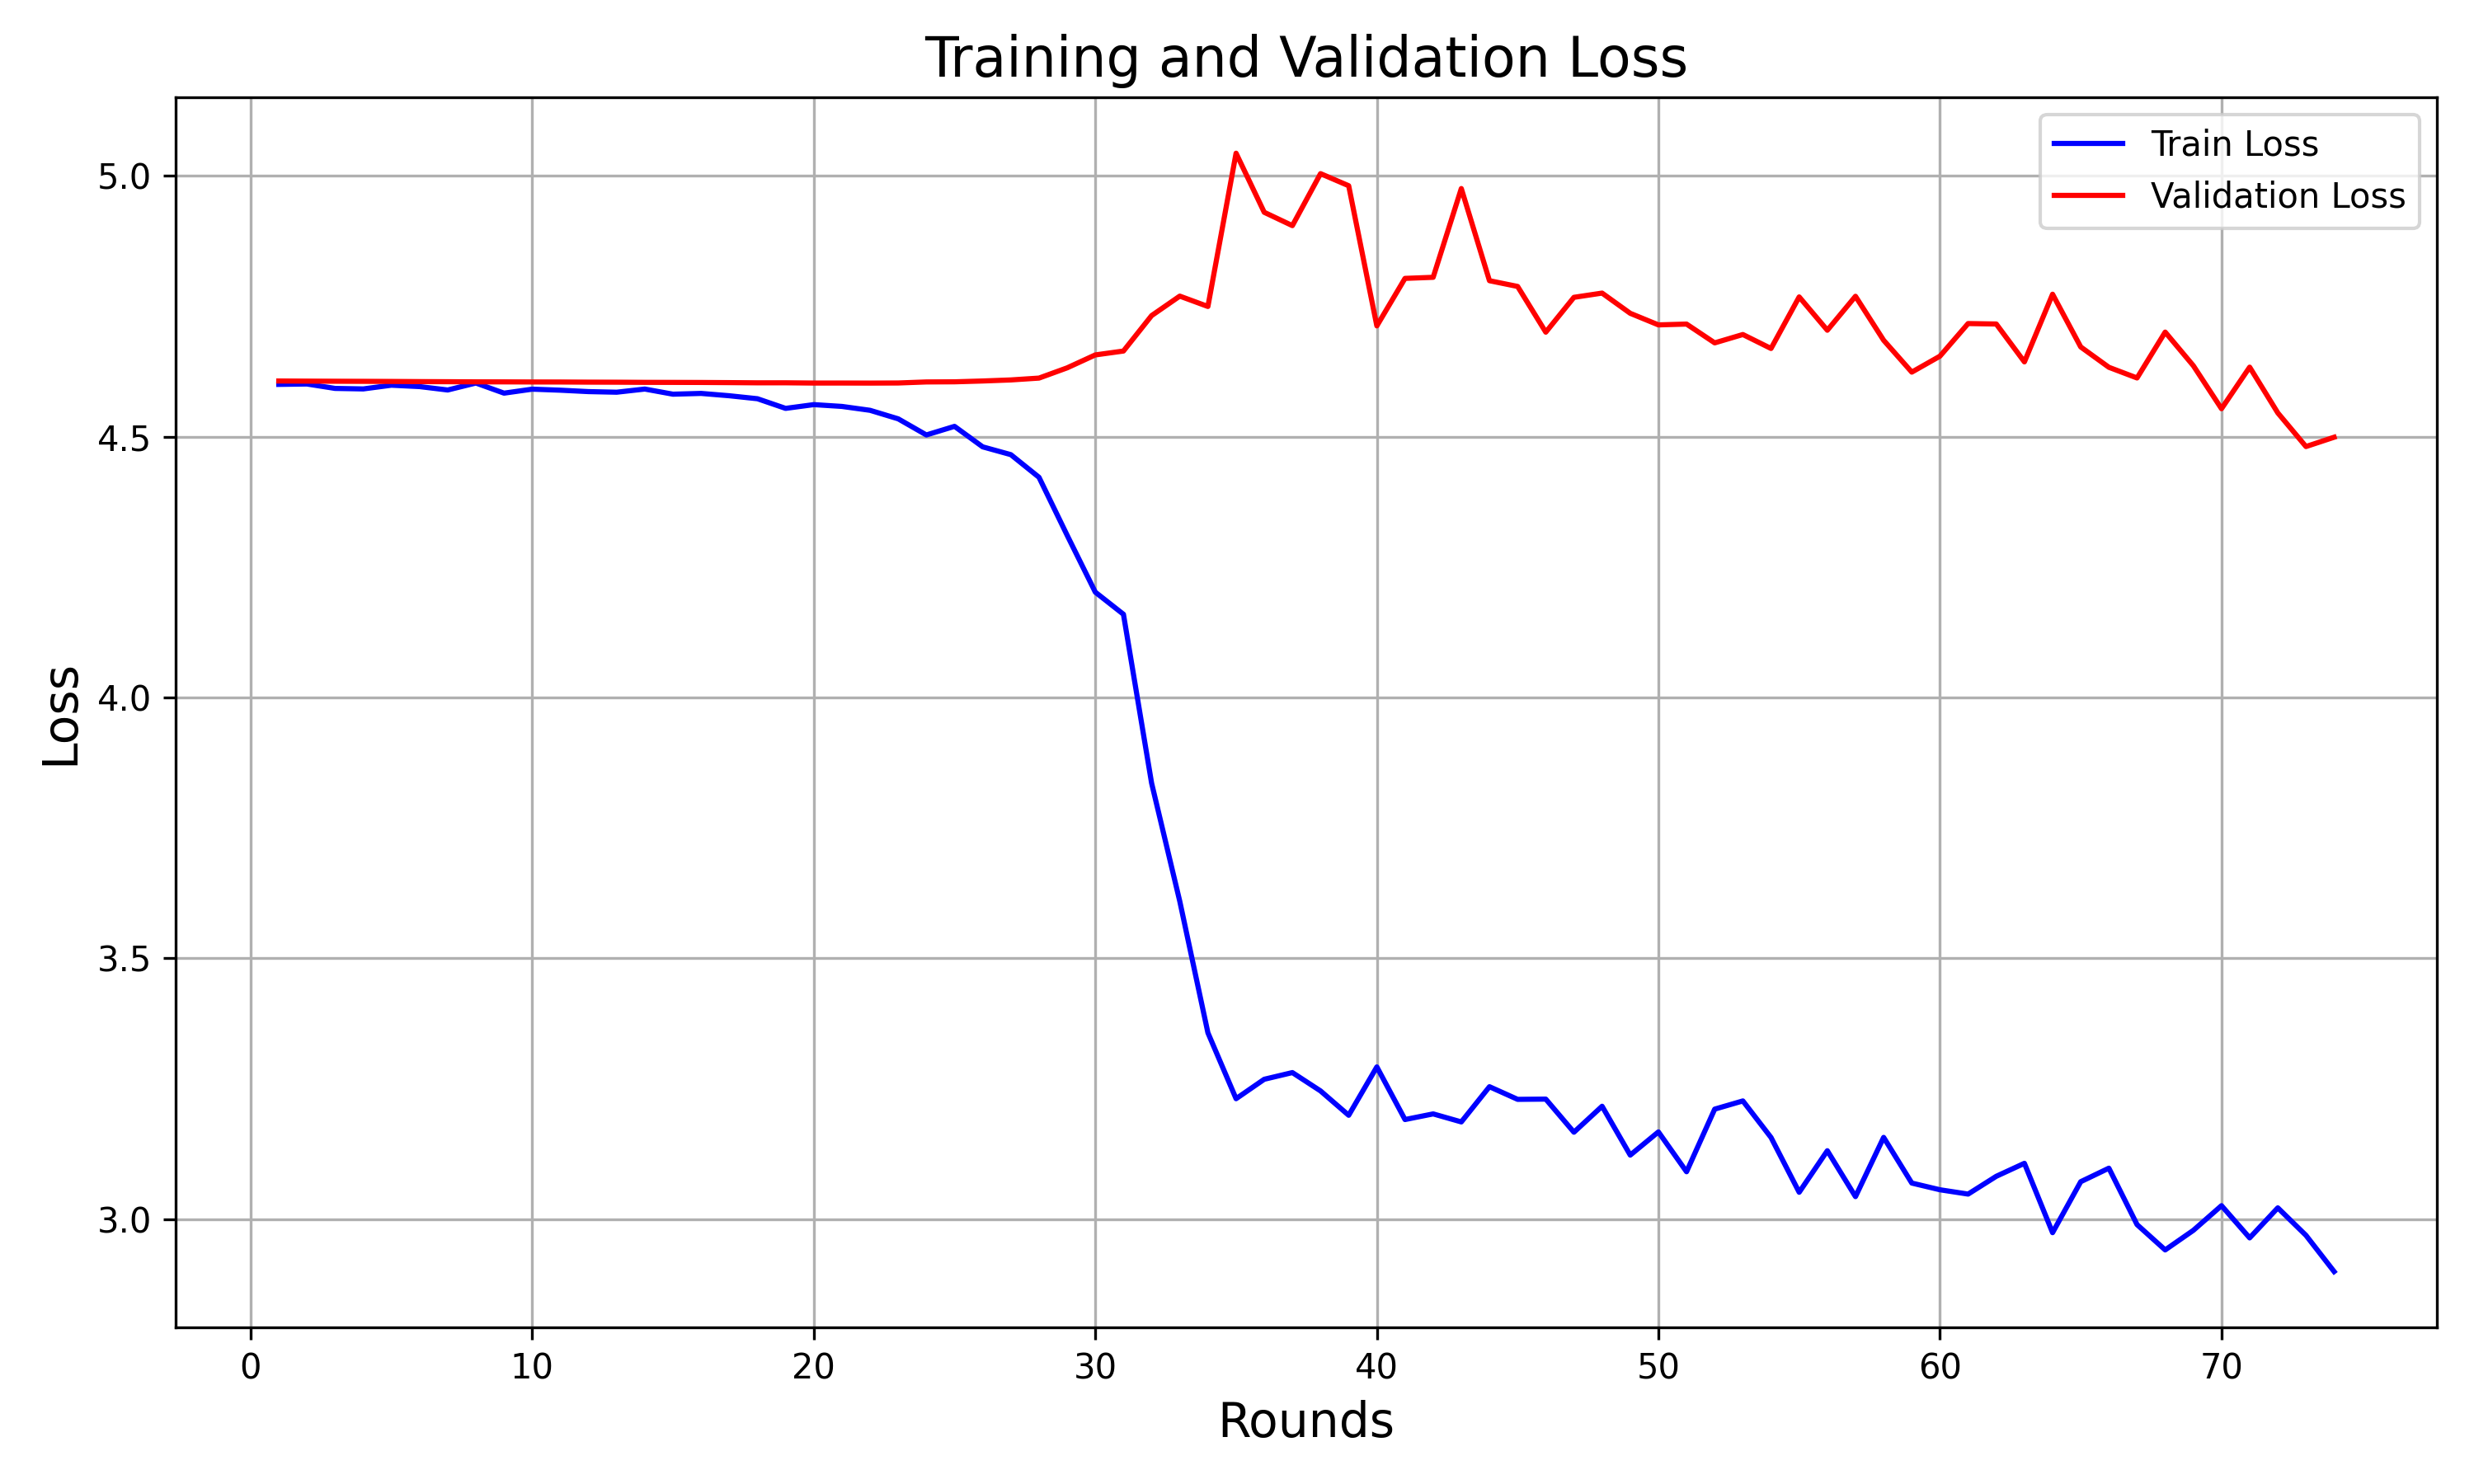 Training and Validation Loss
Train Loss
Validation Loss
5.0
4.5
4.0
3.5
3.0
Loss
0 10 20 30 40 50 60 70
Rounds